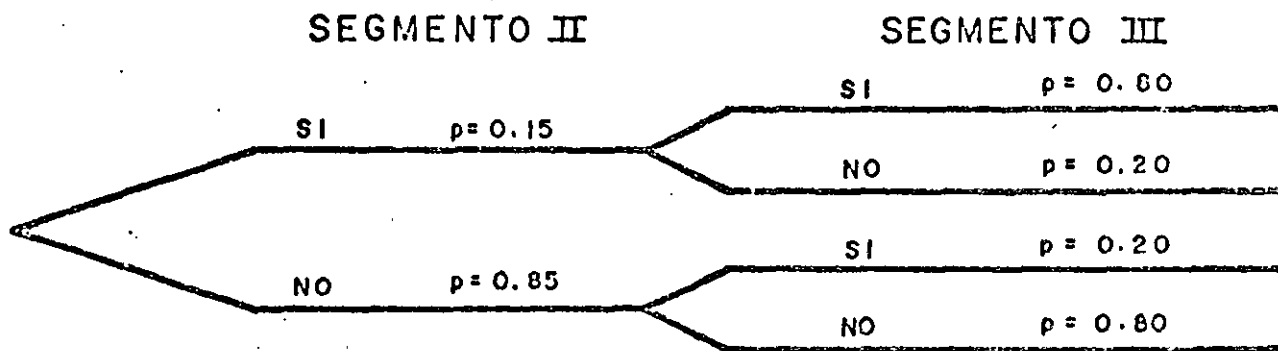 SEGMENTO II SEGMENTO III
SI p= 0.80
SI p= 0.15
NO p= 0.20
SI p= 0.20
NO p= 0.85
NO p= 0.80